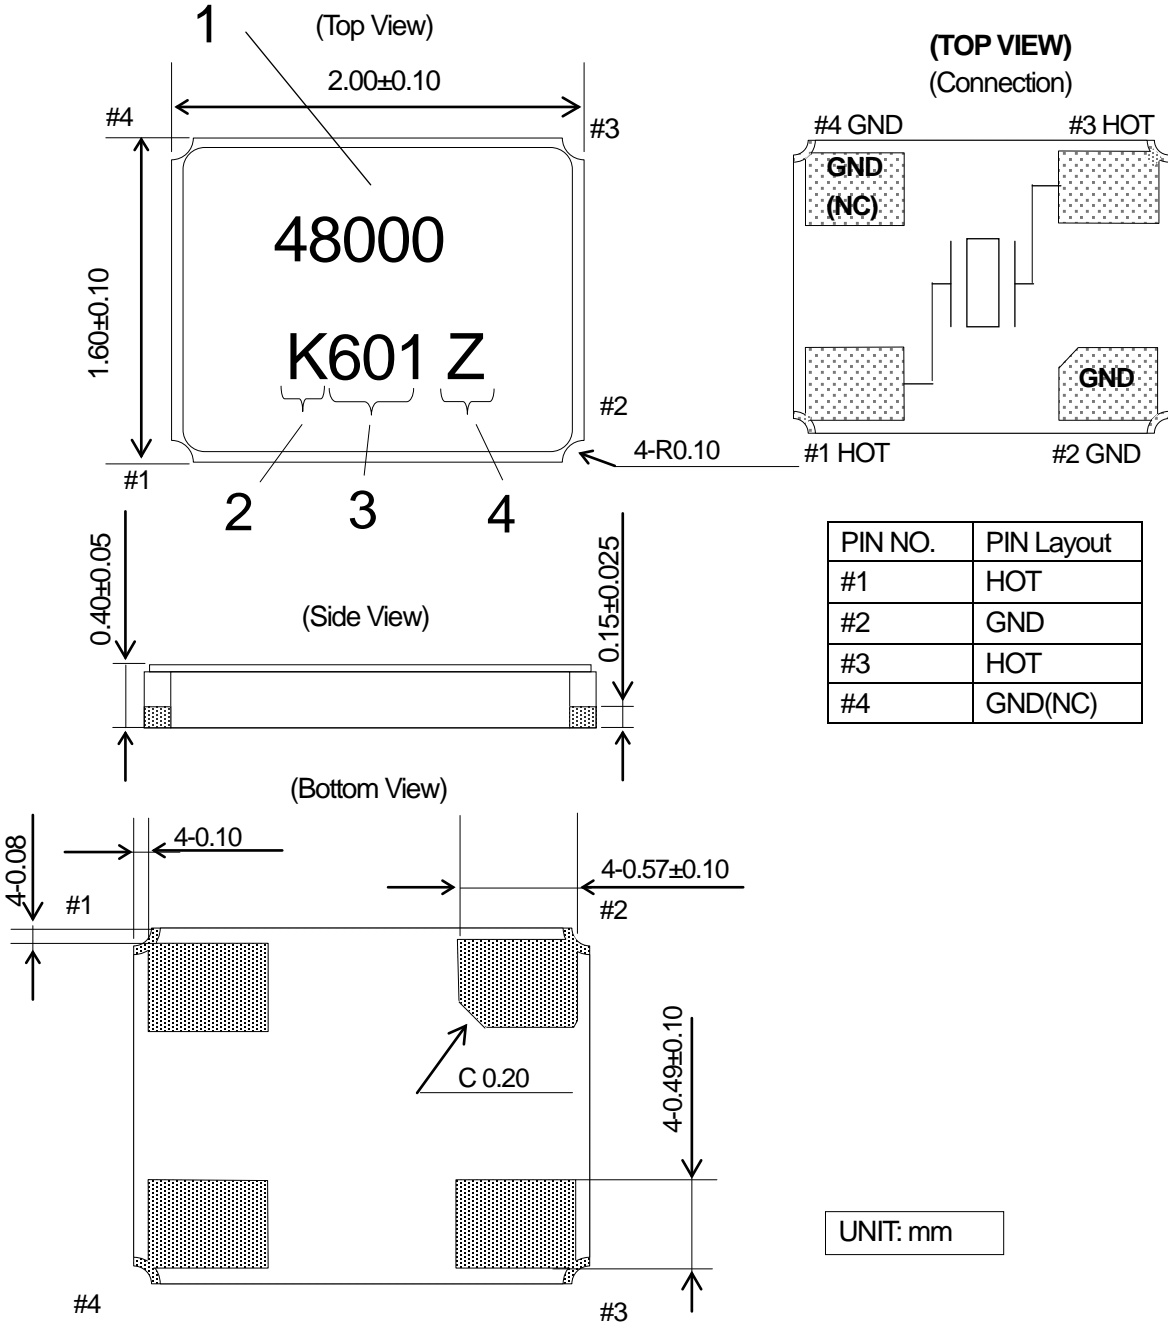 1
(Top View)
(TOP VIEW)
(Connection)
2.00±0.10
#4
#3
#4 GND
#3 HOT
GND
(NC)
48000
1.60±0.10
K601 Z
GND
#2
4-R0.10
#1 HOT
#2 GND
#1
2
3
4
PIN NO.	PIN Layout
#1	HOT
#2	GND
#3	HOT
#4	GND(NC)
0.40±0.05
(Side View)
0.15±0.025
(Bottom View)
4-0.08
4-0.10
4-0.57±0.10
#1
#2
C 0.20
4-0.49±0.10
UNIT: mm
#4
#3